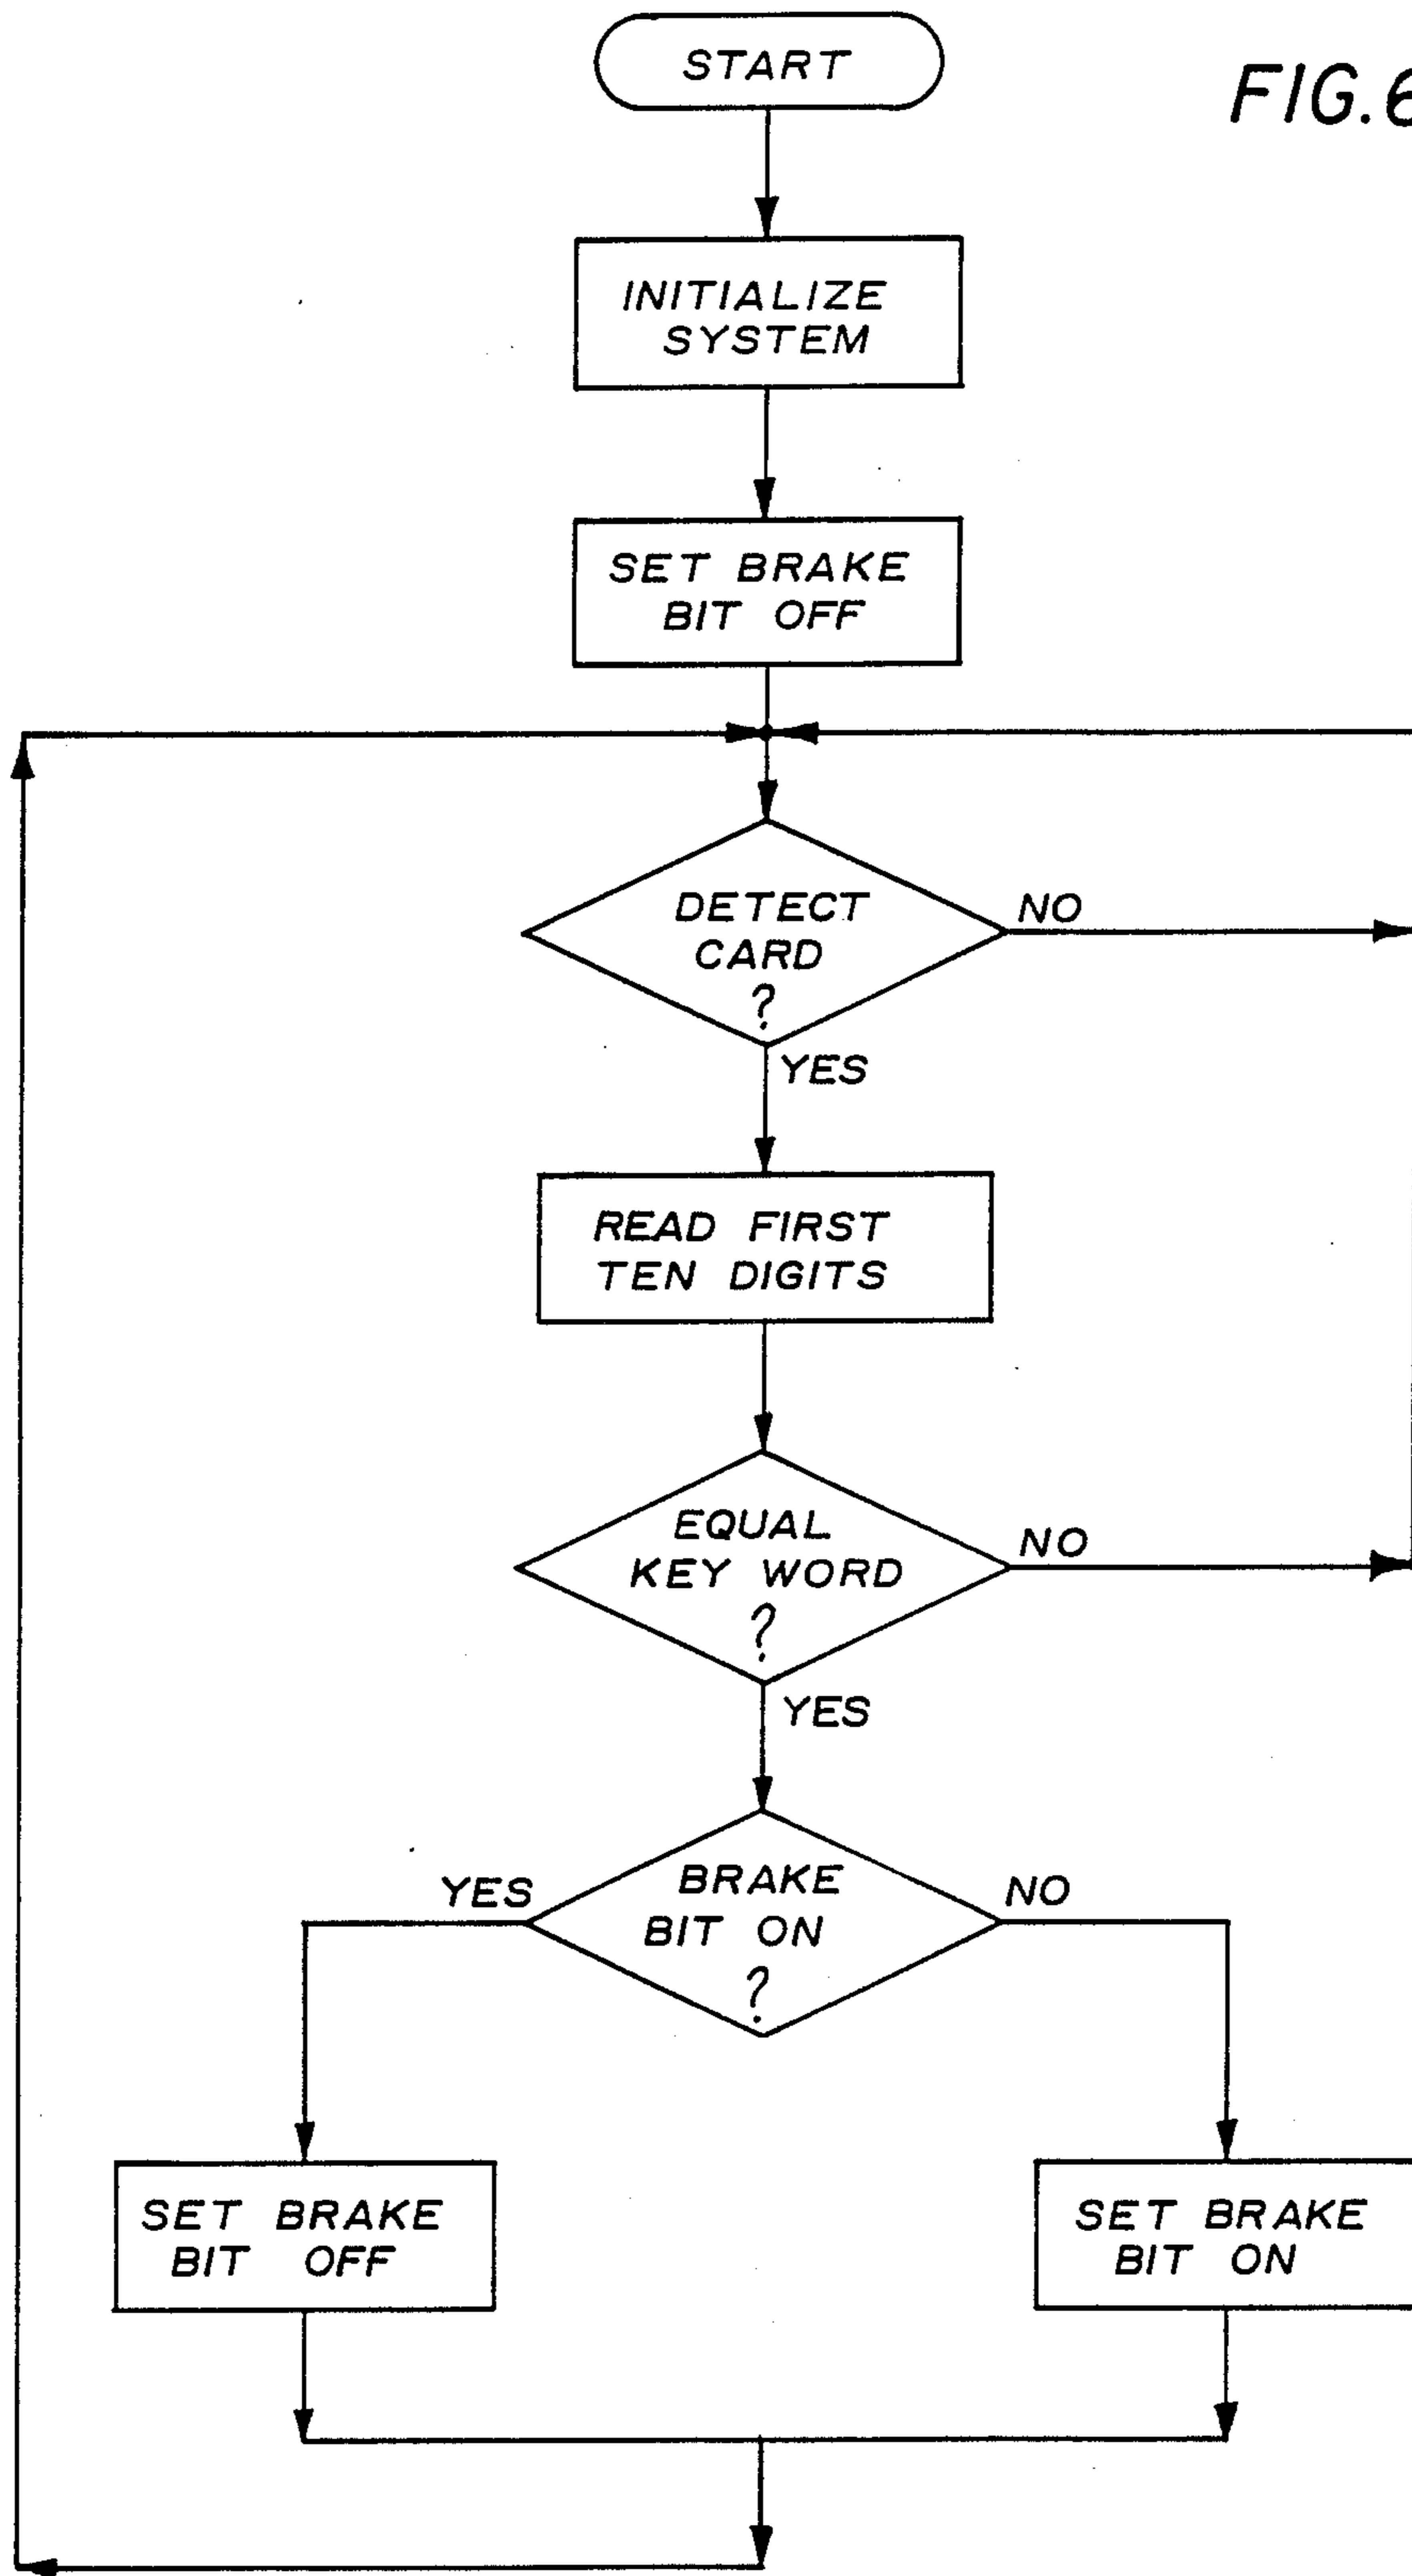 START
FIG.6
INITIALIZE
SYSTEM
SET BRAKE
BIT OFF
DETECT
CARD
?
NO
YES
READ FIRST
TEN DIGITS
EQUAL
KEY WORD
?
NO
YES
BRAKE
BIT ON
?
YES
NO
SET BRAKE
BIT OFF
SET BRAKE
BIT ON